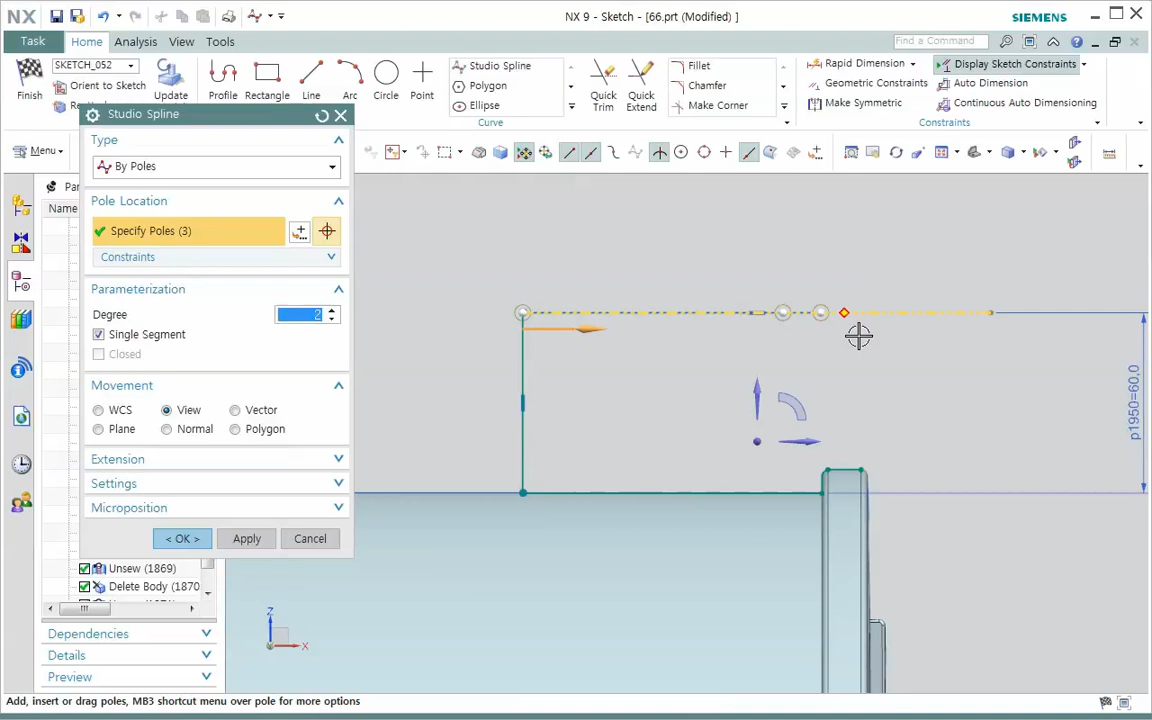 NX
NX 9 - Sketch - [66.prt (Modified) ]
SIEMENS
Task
Home
Analysis
View
Tools
Find a Command
Finish
SKETCH_052
Orient to Sketch
Update
Profile
Rectangle
Line
Arc
Circle
Point
Studio Spline
Polygon
Ellipse
Curve
Quick
Trim
Quick
Extend
Fillet
Chamfer
Make Corner
Rapid Dimension
Geometric Constraints
Make Symmetric
Display Sketch Constraints
Auto Dimension
Continuous Auto Dimensioning
Constraints
Menu
Studio Spline
Type
By Poles
Pole Location
Specify Poles (3)
Constraints
Parameterization
Degree
2
Single Segment
Closed
Movement
WCS
View
Vector
Plane
Normal
Polygon
Extension
Settings
Microposition
< OK >
Apply
Cancel
Name
Unsew (1869)
Delete Body (1870
Dependencies
Details
Preview
p1950=60,0
Z
X
Add, insert or drag poles, MB3 shortcut menu over pole for more options